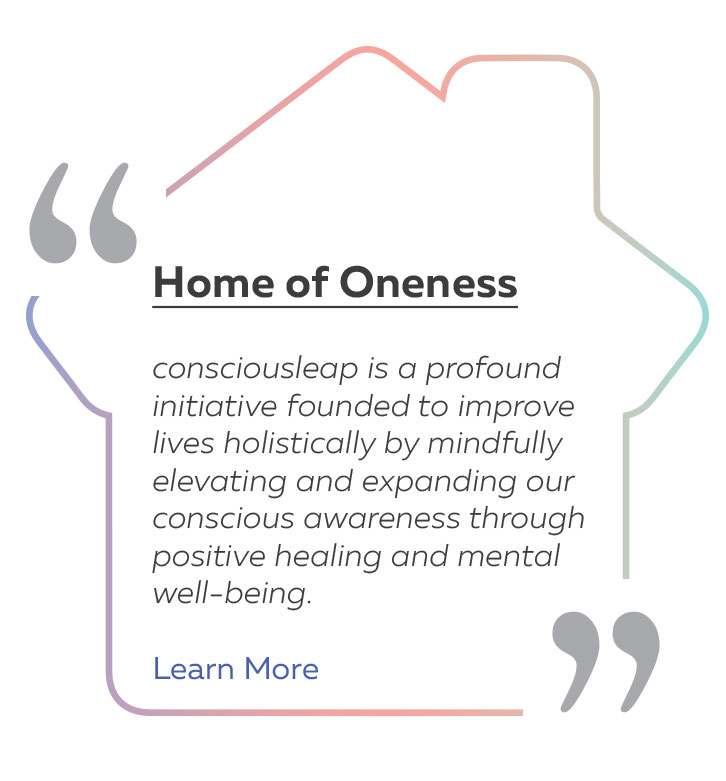 Home of Oneness
consciousleap is a profound
initiative founded to improve
lives holistically by mindfully
elevating and expanding our
conscious awareness through
positive healing and mental
well-being.
Learn More